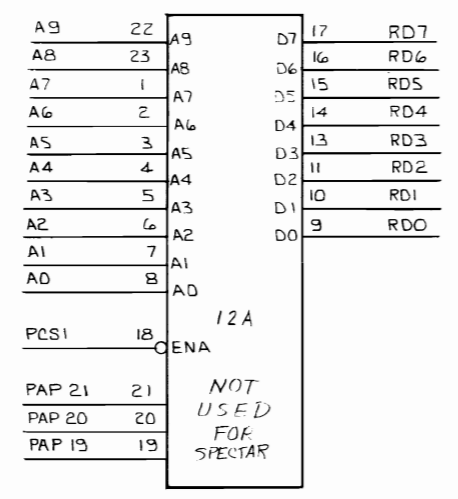 A9 22 A9 D7 17 RD7
A8 23 A8 D6 16 RD6
A7 1 A7 D5 15 RD5
A6 2 A6 D4 14 RD4
A5 3 A5 D3 13 RD3
A4 4 A4 D2 11 RD2
A3 5 A3 D1 10 RD1
A2 6 A2 D0 9 RD0
A1 7 A1
A0 8 A0
12A
PCS1 18 ENA
PAP 21 21 NOT
USED
PAP 20 20 FOR
PAP 19 19 SPECTAR